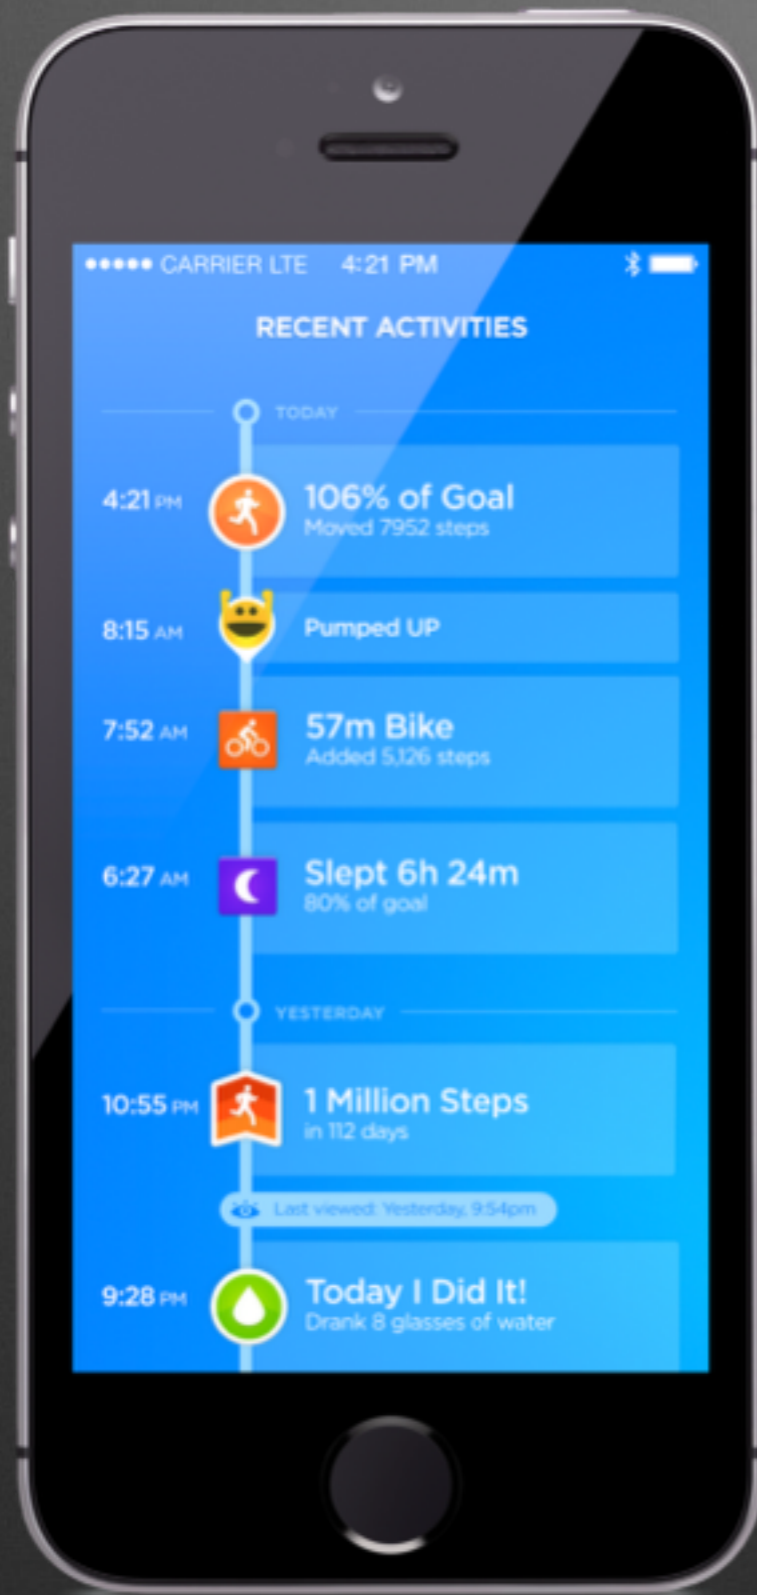 CARRIER LTE 4:21 PM
RECENT ACTIVITIES
TODAY
4:21 PM
106% of Goal
Moved 7952 steps
8:15 AM
Pumped UP
7:52 AM
57m Bike
Added 5,126 steps
6:27 AM
Slept 6h 24m
80% of goal
YESTERDAY
10:55 PM
1 Million Steps
in 112 days
Last viewed: Yesterday, 9:54pm
9:28 PM
Today I Did It!
Drank 8 glasses of water